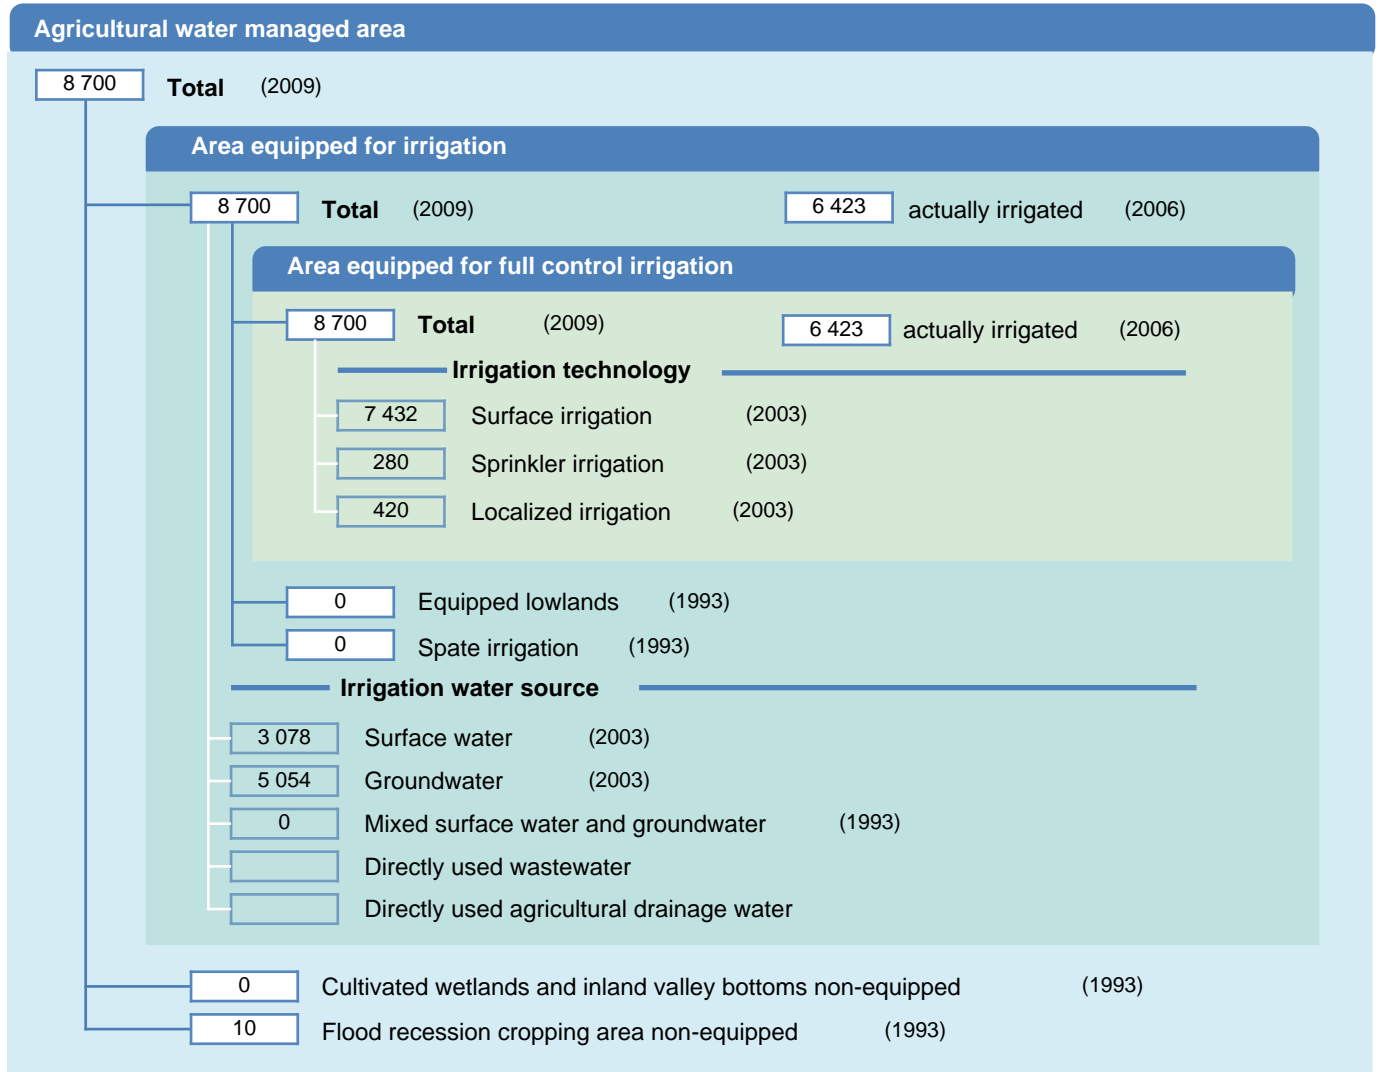 Agricultural water managed area
8 700 Total (2009)
Area equipped for irrigation
8 700 Total (2009) 6 423 actually irrigated (2006)
Area equipped for full control irrigation
8 700 Total (2009) 6 423 actually irrigated (2006)
Irrigation technology
7 432 Surface irrigation (2003)
280 Sprinkler irrigation (2003)
420 Localized irrigation (2003)
0 Equipped lowlands (1993)
0 Spate irrigation (1993)
Irrigation water source
3 078 Surface water (2003)
5 054 Groundwater (2003)
0 Mixed surface water and groundwater (1993)
Directly used wastewater
Directly used agricultural drainage water
0 Cultivated wetlands and inland valley bottoms non-equipped (1993)
10 Flood recession cropping area non-equipped (1993)